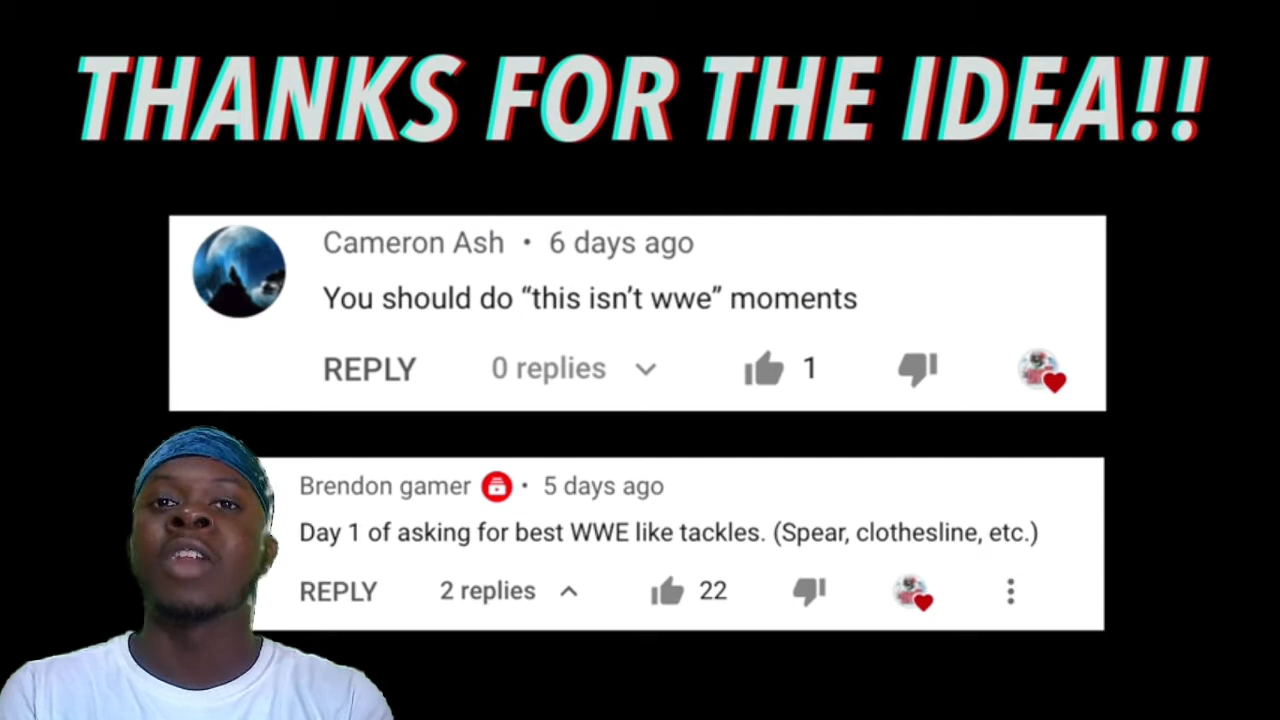 THANKS FOR THE IDEA!!
Cameron Ash • 6 days ago
You should do “this isn’t wwe” moments
REPLY 0 replies 1
Brendon gamer • 5 days ago
Day 1 of asking for best WWE like tackles. (Spear, clothesline, etc.)
REPLY 2 replies 22